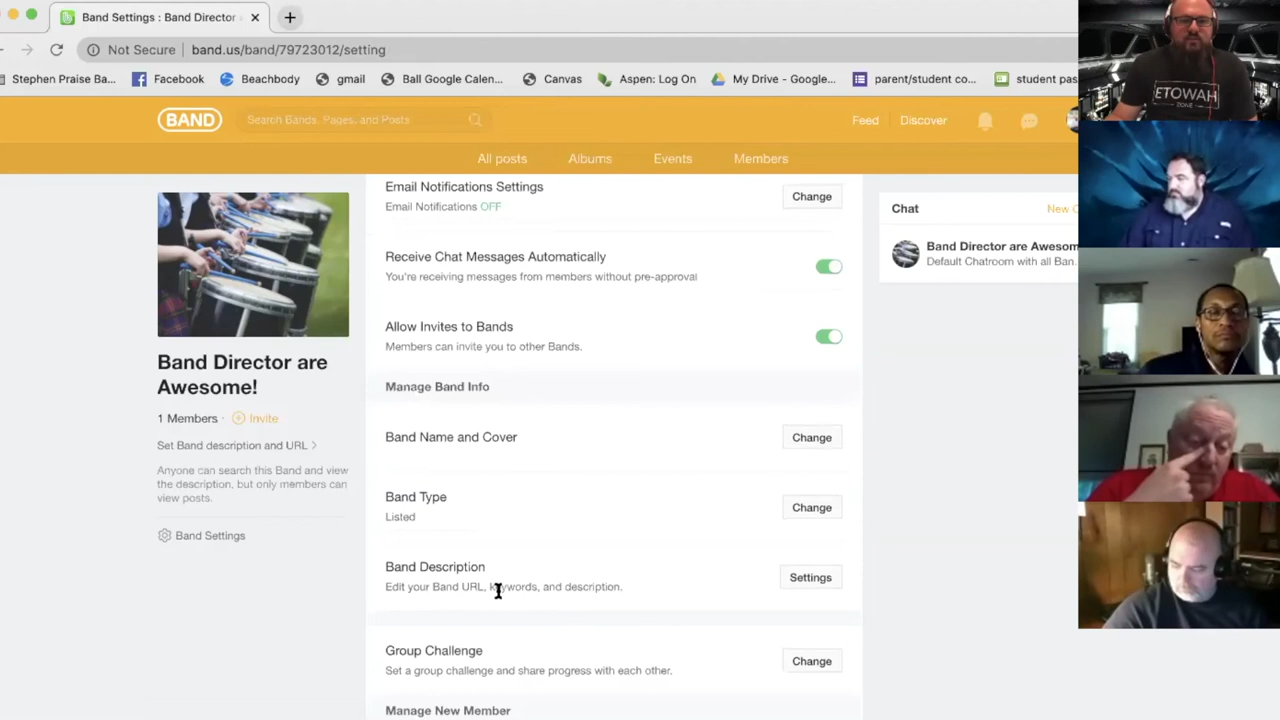 Band Settings : Band Director
Not Secure | band.us/band/79723012/setting
Stephen Praise Ba...
Facebook
Beachbody
gmail
Ball Google Calen...
Canvas
Aspen: Log On
My Drive - Google...
parent/student co...
student pas
BAND
Search Bands, Pages, and Posts
Feed
Discover
All posts
Albums
Events
Members
Band Director are
Awesome!
1 Members · Invite
Set Band description and URL >
Anyone can search this Band and view
the description, but only members can
view posts.
Band Settings
Email Notifications Settings
Email Notifications OFF
Change
Receive Chat Messages Automatically
You're receiving messages from members without pre-approval
Allow Invites to Bands
Members can invite you to other Bands.
Manage Band Info
Band Name and Cover
Change
Band Type
Listed
Change
Band Description
Edit your Band URL, keywords, and description.
Settings
Group Challenge
Set a group challenge and share progress with each other.
Change
Manage New Member
Chat
New C
Band Director are Awesom
Default Chatroom with all Ban.
ETOWAH